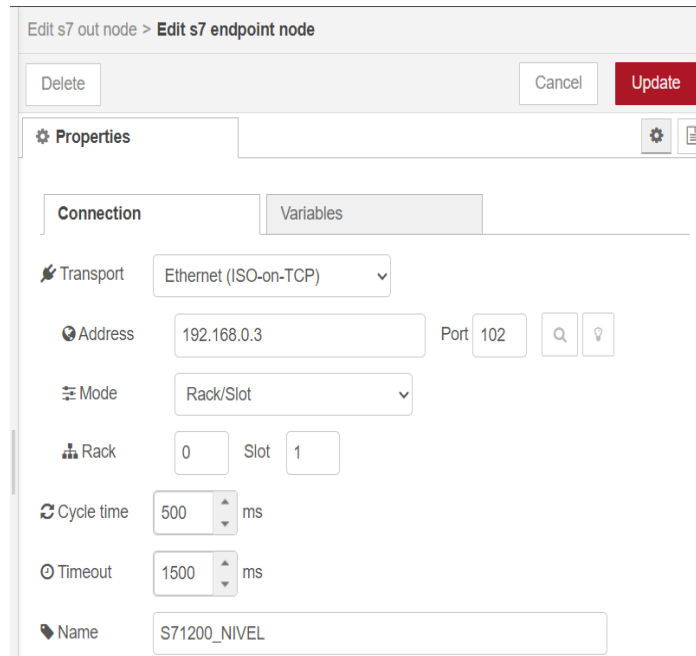 Edit s7 out node > Edit s7 endpoint node
Delete Cancel Update
Properties
Connection Variables
Transport Ethernet (ISO-on-TCP)
Address 192.168.0.3 Port 102
Mode Rack/Slot
Rack 0 Slot 1
Cycle time 500 ms
Timeout 1500 ms
Name S71200_NIVEL